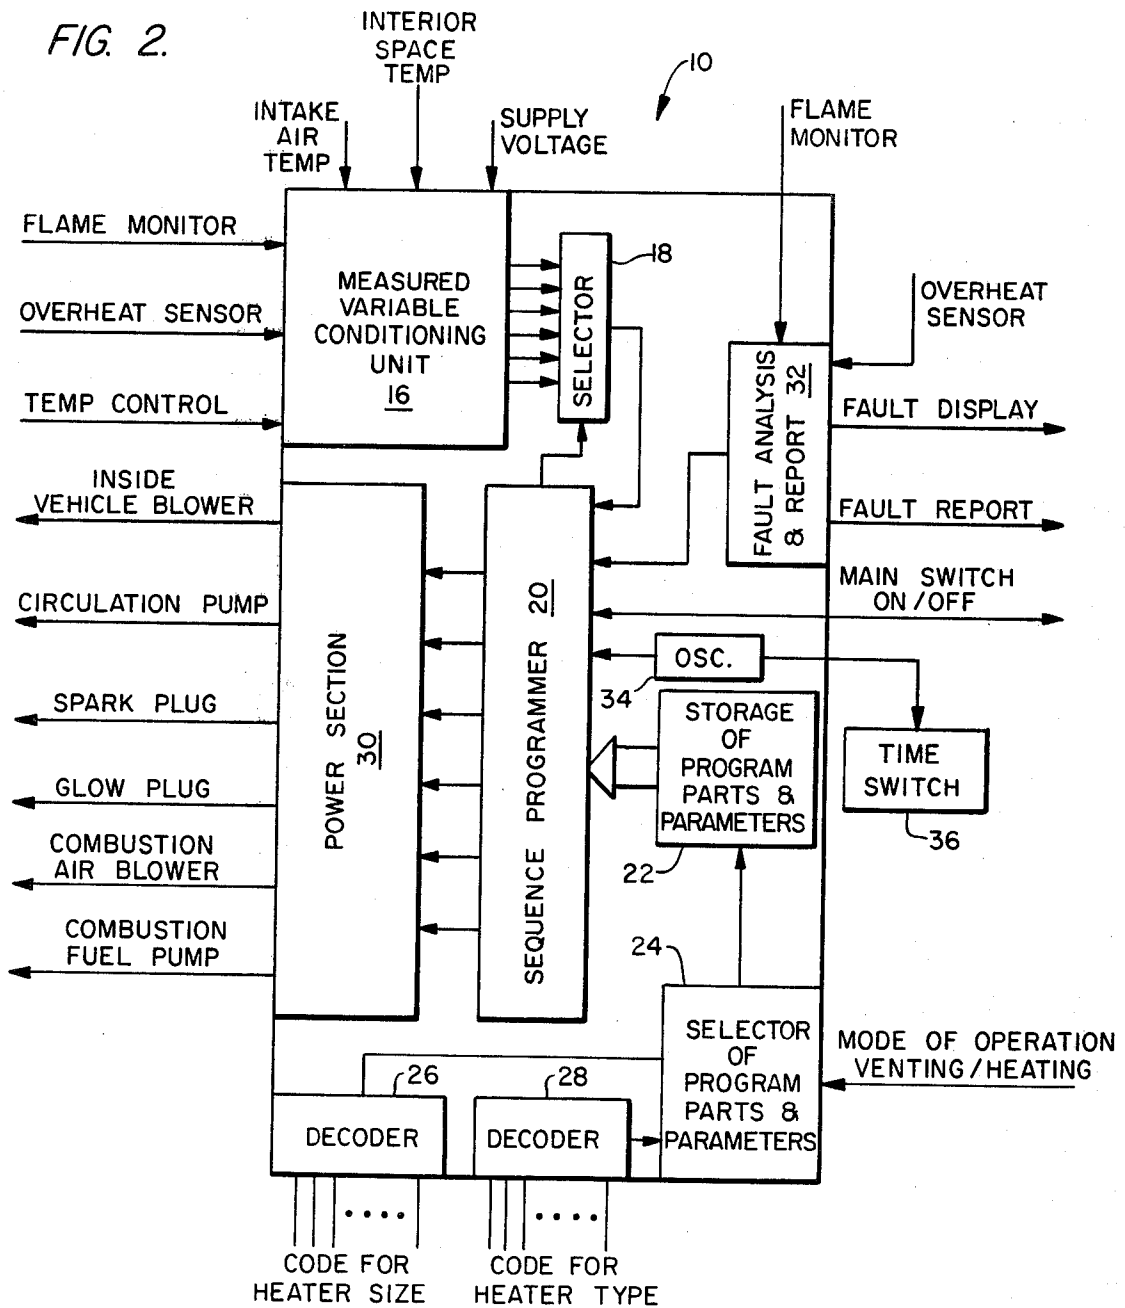 FIG. 2.
INTERIOR
SPACE
TEMP
10
INTAKE
AIR
TEMP
SUPPLY
VOLTAGE
FLAME
MONITOR
FLAME MONITOR
OVERHEAT SENSOR
TEMP CONTROL
MEASURED
VARIABLE
CONDITIONING
UNIT
16
SELECTOR
18
OVERHEAT
SENSOR
FAULT ANALYSIS
& REPORT 32
FAULT DISPLAY
FAULT REPORT
MAIN SWITCH
ON/OFF
INSIDE
VEHICLE BLOWER
CIRCULATION PUMP
SPARK PLUG
GLOW PLUG
COMBUSTION
AIR BLOWER
COMBUSTION
FUEL PUMP
POWER SECTION
30
SEQUENCE PROGRAMMER 20
OSC.
34
STORAGE
OF
PROGRAM
PARTS &
PARAMETERS
22
TIME
SWITCH
36
24
SELECTOR
OF
PROGRAM
PARTS &
PARAMETERS
MODE OF OPERATION
VENTING/HEATING
26
DECODER
28
DECODER
CODE FOR
HEATER SIZE
CODE FOR
HEATER TYPE